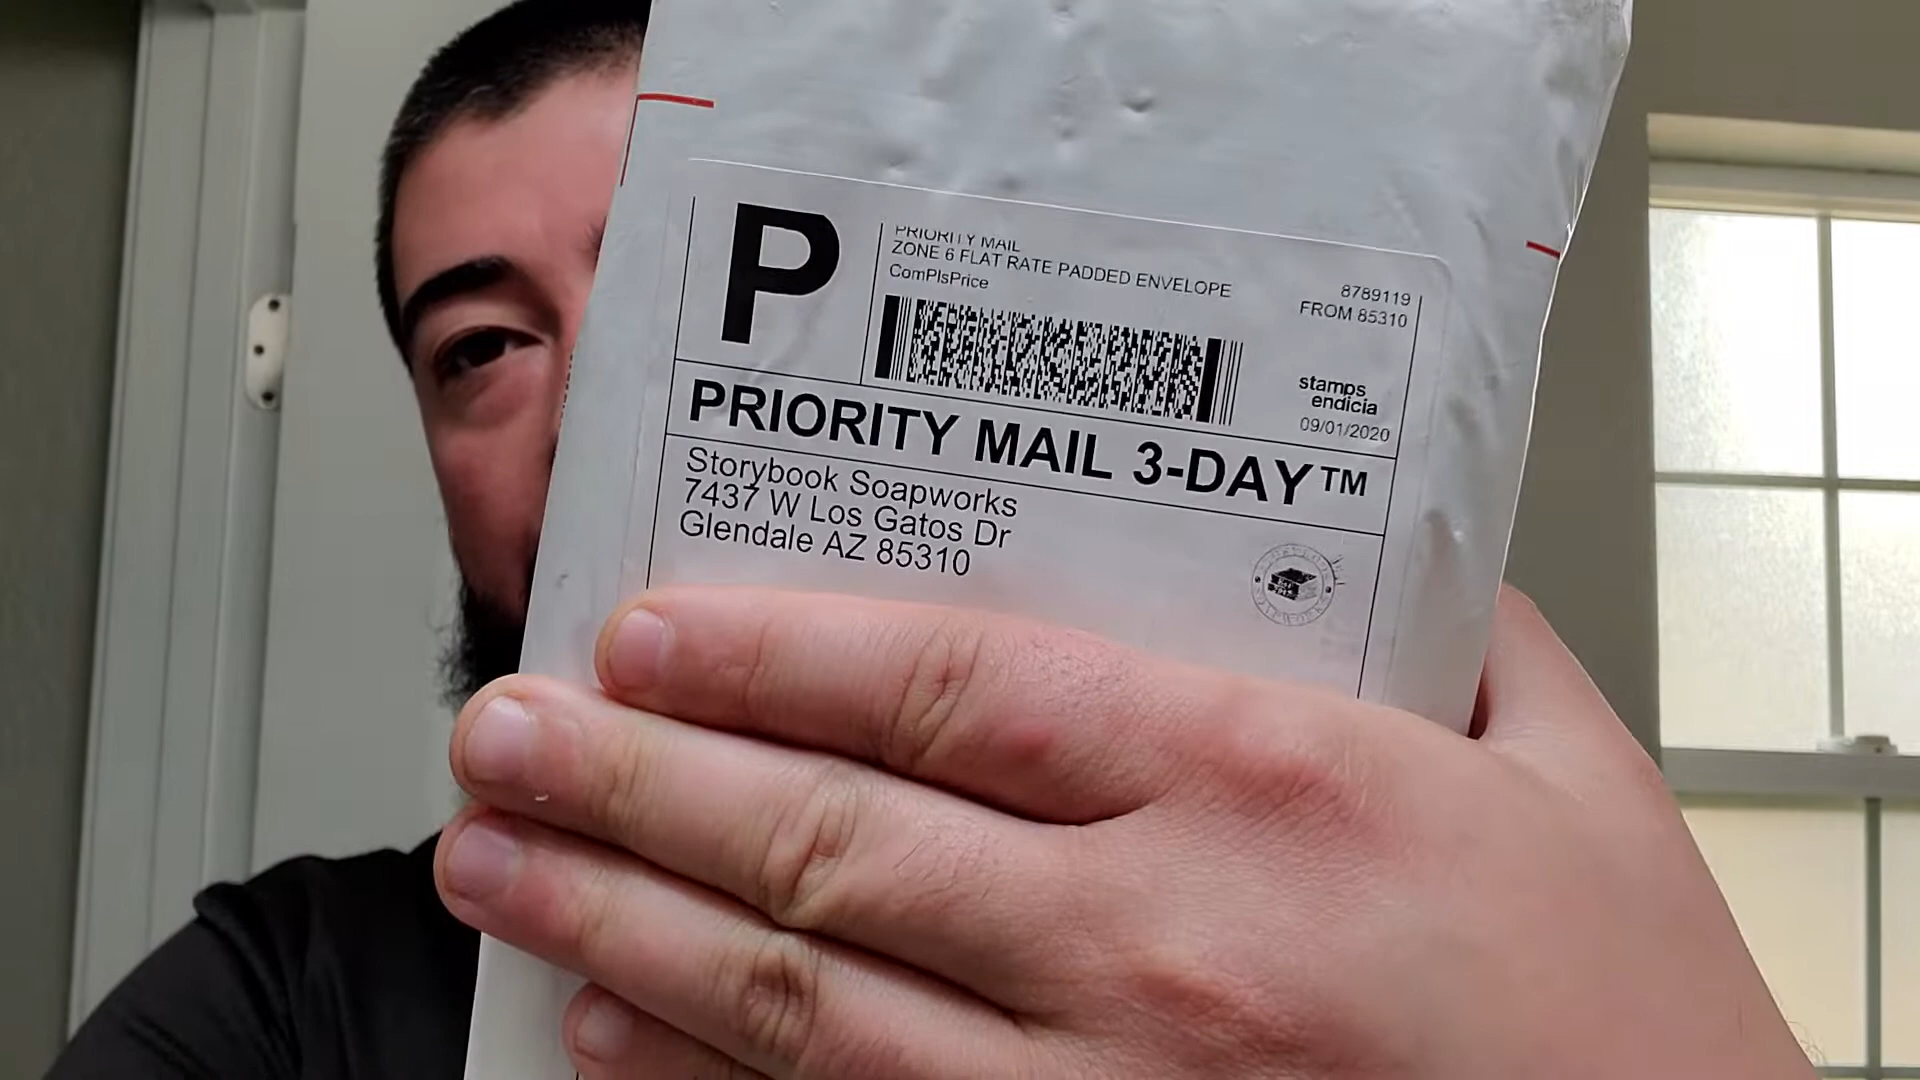 P
PRIORITY MAIL
ZONE 6 FLAT RATE PADDED ENVELOPE
ComPlsPrice
8789119
FROM 85310
stamps
endicia
09/01/2020
PRIORITY MAIL 3-DAY™
Storybook Soapworks
7437 W Los Gatos Dr
Glendale AZ 85310